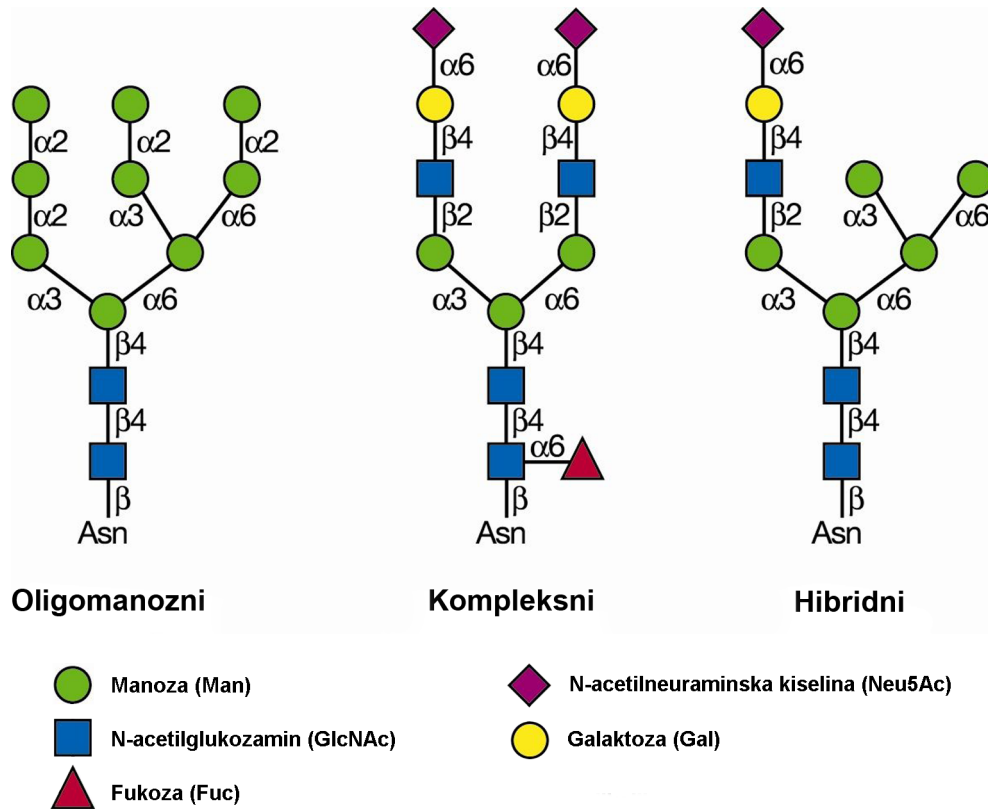 α6 α6 α6
α2 α2 α2 β4 β4 β4
α2 α3 α6 β2 β2 β2 α3 α6
α3 α6 α3 α6 α3 α6
β4 β4 β4
β4 β4 α6 β4
β β β
Asn Asn Asn
Oligomanozni Kompleksni Hibridni
Manoza (Man) N-acetilneuraminska kiselina (Neu5Ac)
N-acetilglukozamin (GlcNAc) Galaktoza (Gal)
Fukoza (Fuc)